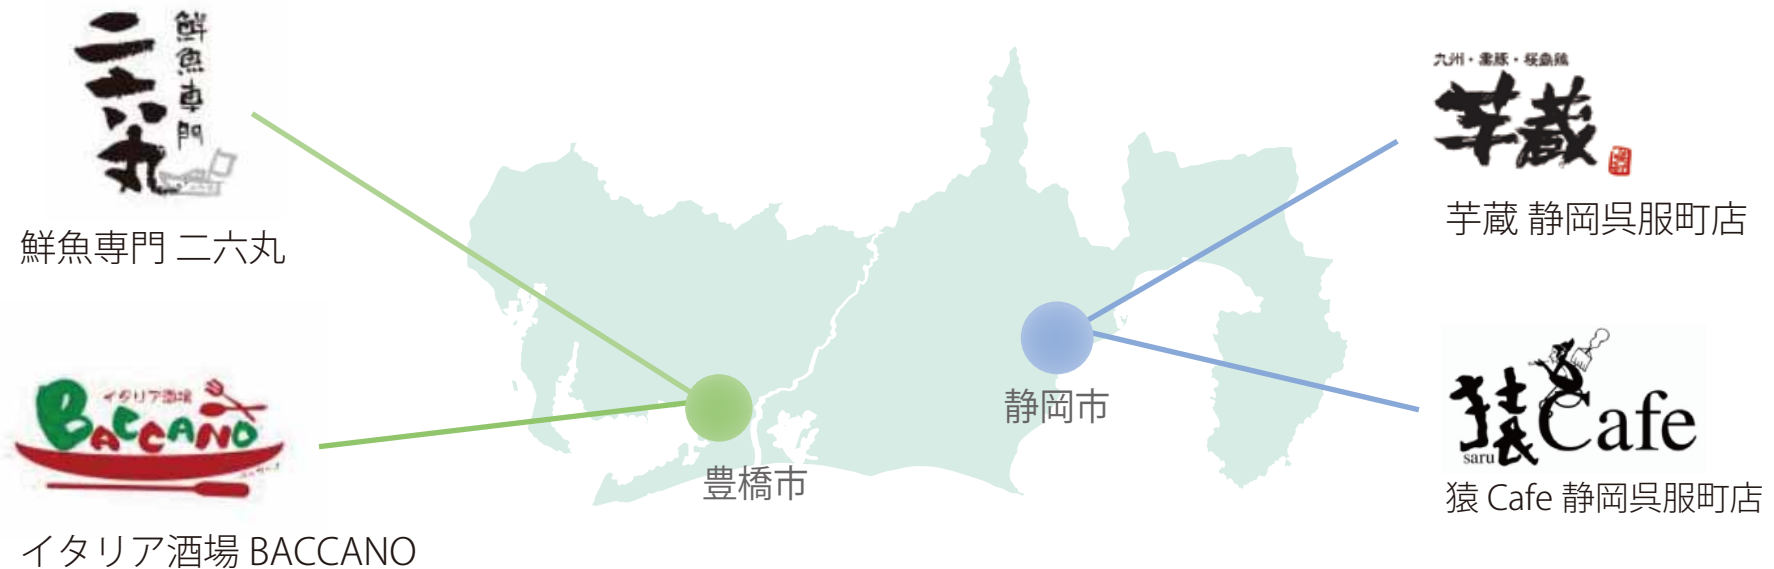 鮮魚専門
二六丸
鮮魚専門 二六丸
イタリア酒場
BACCANO
イタリア酒場 BACCANO
豊橋市
静岡市
九州・黒豚・桜島鶏
芋蔵
芋蔵 静岡呉服町店
猿Cafe
saru
猿 Cafe 静岡呉服町店